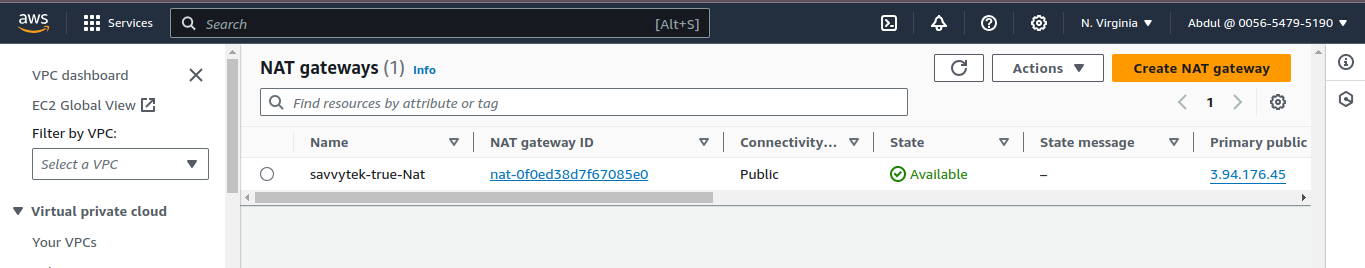 aws Services Search [Alt+S] N. Virginia Abdul @ 0056-5479-5190
VPC dashboard
EC2 Global View
Filter by VPC:
Select a VPC
Virtual private cloud
Your VPCs
NAT gateways (1) Info Actions Create NAT gateway
Find resources by attribute or tag 1
Name NAT gateway ID Connectivity... State State message Primary public
savvytek-true-Nat nat-0f0ed38d7f67085e0 Public Available – 3.94.176.45